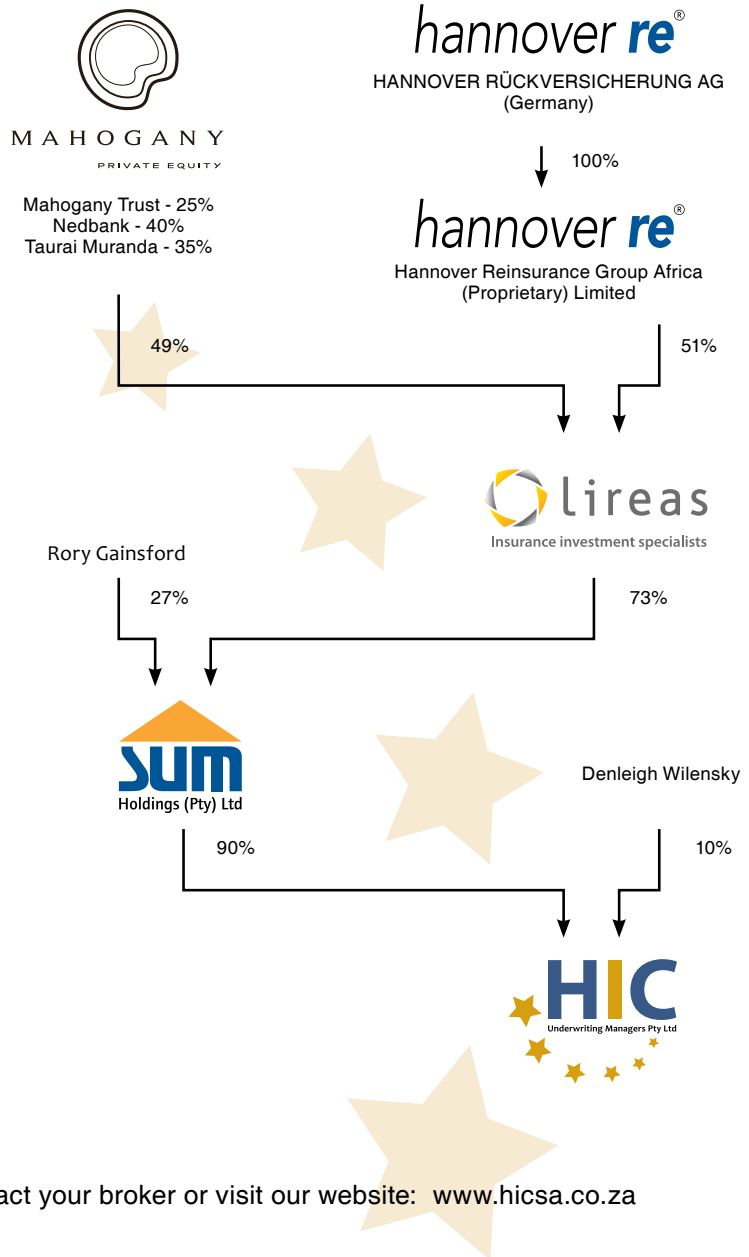 MAHOGANY
PRIVATE EQUITY
Mahogany Trust - 25%
Nedbank - 40%
Taurai Muranda - 35%
hannover re®
HANNOVER RÜCKVERSICHERUNG AG
(Germany)
100%
hannover re®
Hannover Reinsurance Group Africa
(Proprietary) Limited
49%
51%
lireas
Insurance investment specialists
Rory Gainsford
27%
73%
SUM
Holdings (Pty) Ltd
Denleigh Wilensky
90%
10%
HIC
Underwriting Managers Pty Ltd
act your broker or visit our website: www.hicsa.co.za